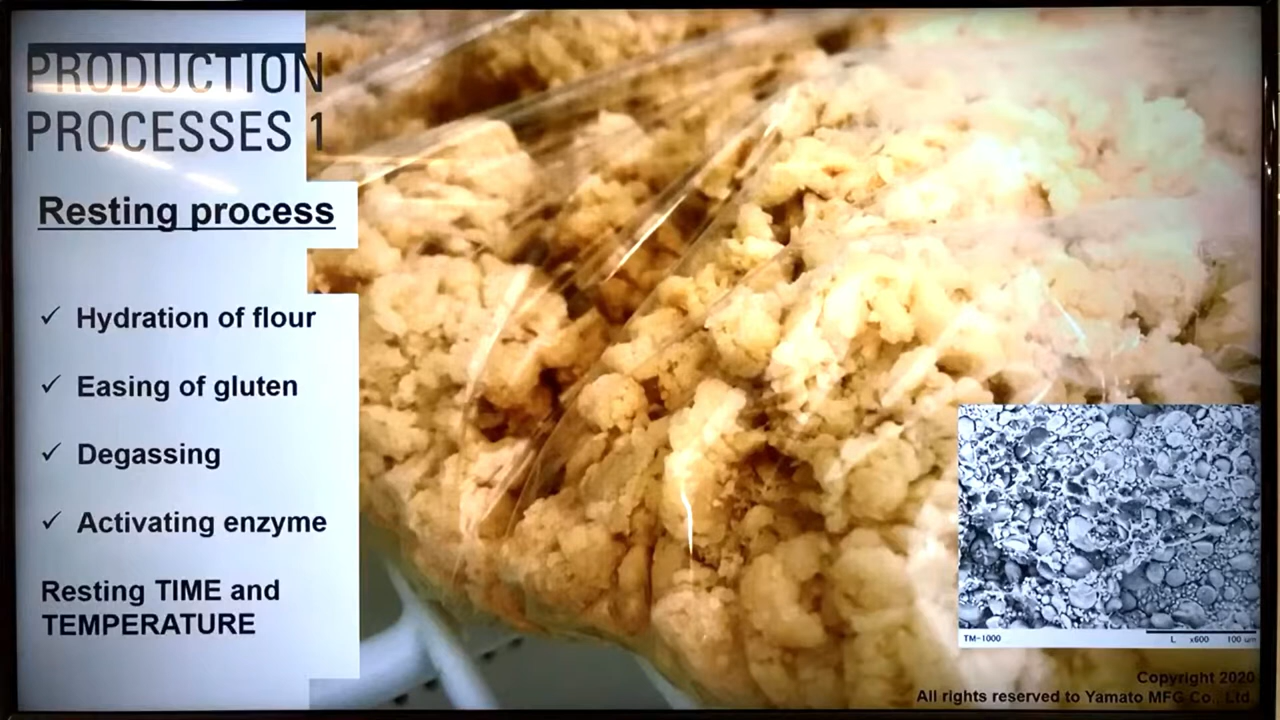 PRODUCTION
PROCESSES 1
Resting process
✓ Hydration of flour
✓ Easing of gluten
✓ Degassing
✓ Activating enzyme
Resting TIME and
TEMPERATURE
TM-1000 L x600 100 um
Copyright 2020
All rights reserved to Yamato MFG Co., Ltd.